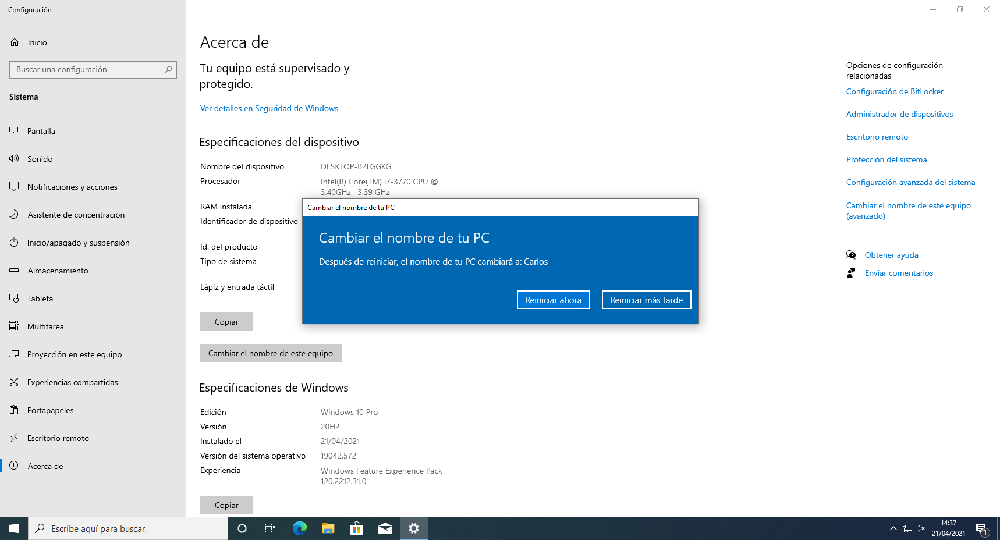 Configuración
Inicio
Buscar una configuración
Sistema
Pantalla
Sonido
Notificaciones y acciones
Asistente de concentración
Inicio/apagado y suspensión
Almacenamiento
Tableta
Multitarea
Proyección en este equipo
Experiencias compartidas
Portapapeles
Escritorio remoto
Acerca de
Acerca de
Tu equipo está supervisado y
protegido.
Ver detalles en Seguridad de Windows
Especificaciones del dispositivo
Nombre del dispositivo DESKTOP-B2LGGKG
Procesador Intel(R) Core(TM) i7-3770 CPU @
3.40GHz 3.39 GHz
RAM instalada
Identificador de dispositivo
Id. del producto
Tipo de sistema
Lápiz y entrada táctil
Copiar
Cambiar el nombre de este equipo
Cambiar el nombre de tu PC
Cambiar el nombre de tu PC
Después de reiniciar, el nombre de tu PC cambiará a: Carlos
Reiniciar ahora
Reiniciar más tarde
Especificaciones de Windows
Edición Windows 10 Pro
Versión 20H2
Instalado el 21/04/2021
Versión del sistema operativo 19042.572
Experiencia Windows Feature Experience Pack
120.2212.31.0
Copiar
Opciones de configuración
relacionadas
Configuración de BitLocker
Administrador de dispositivos
Escritorio remoto
Protección del sistema
Configuración avanzada del sistema
Cambiar el nombre de este equipo
(avanzado)
Obtener ayuda
Enviar comentarios
Escribe aquí para buscar.
14:37
21/04/2021
1